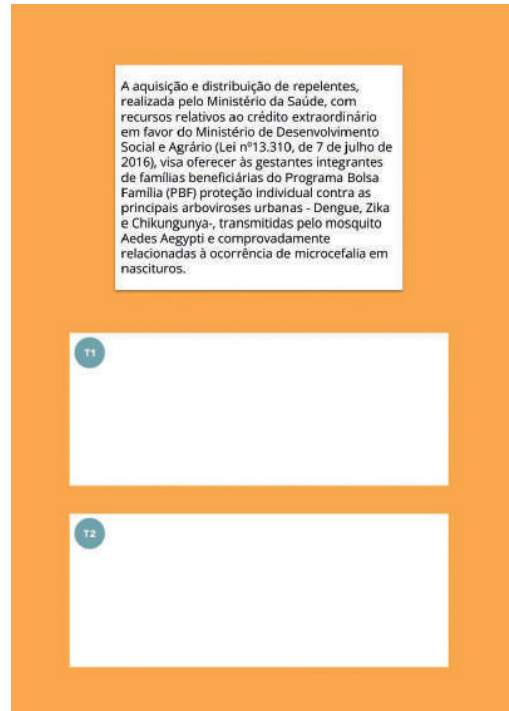 A aquisição e distribuição de repelentes,
realizada pelo Ministério da Saúde, com
recursos relativos ao crédito extraordinário
em favor do Ministério de Desenvolvimento
Social e Agrário (Lei nº13.310, de 7 de julho de
2016), visa oferecer às gestantes integrantes
de famílias beneficiárias do Programa Bolsa
Família (PBF) proteção individual contra as
principais arboviroses urbanas - Dengue, Zika
e Chikungunya-, transmitidas pelo mosquito
Aedes Aegypti e comprovadamente
relacionadas à ocorrência de microcefalia em
nascituros.
T1
T2